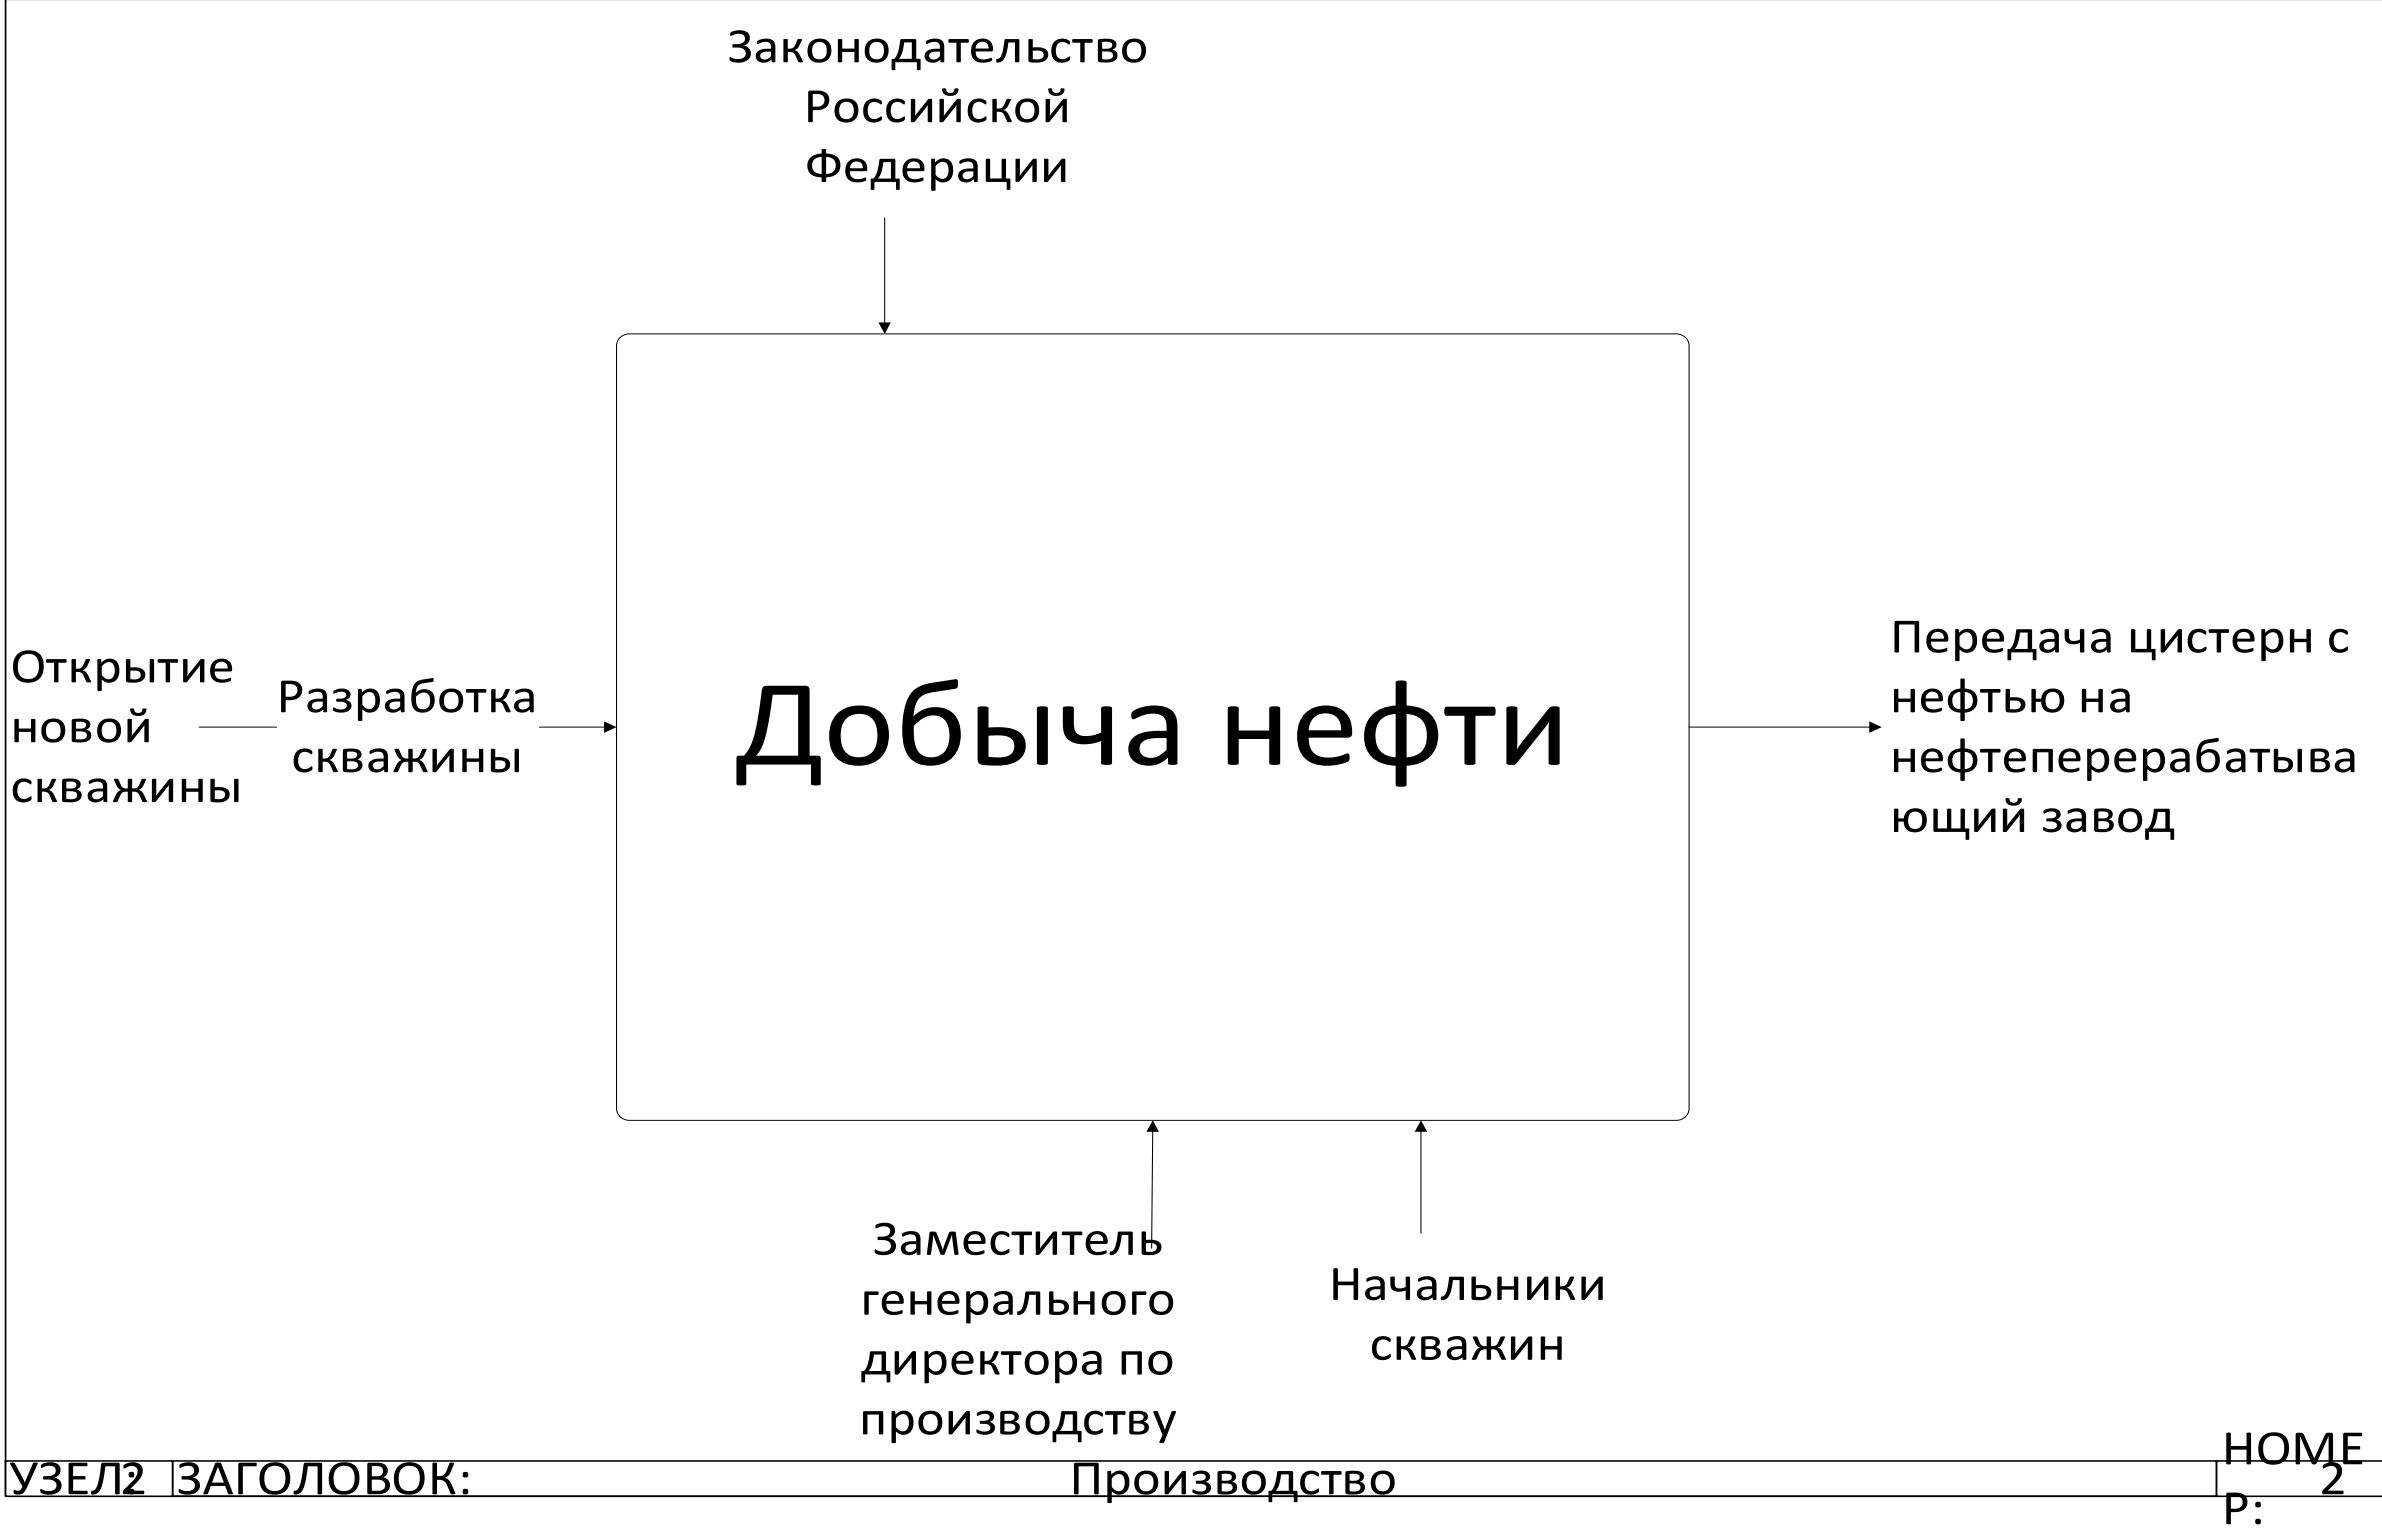 Законодательство
Российской
Федерации
Открытие
новой
скважины
Разработка
скважины
Добыча нефти
Передача цистерн с
нефтью на
нефтеперерабатыва
ющий завод
Заместитель
генерального
директора по
производству
Начальники
скважин
УЗЕЛ:
2
ЗАГОЛОВОК:
Производство
НОМЕ
Р:
2